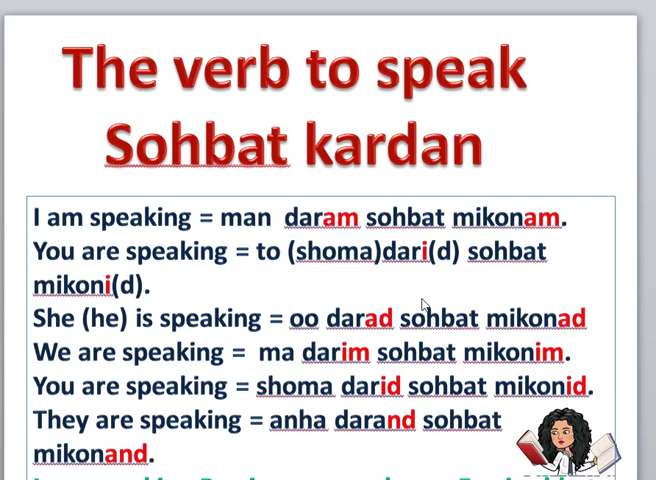 The verb to speak
Sohbat kardan
I am speaking = man daram sohbat mikonam.
You are speaking = to (shoma)dari(d) sohbat
mikoni(d).
She (he) is speaking = oo darad sohbat mikonad
We are speaking = ma darim sohbat mikonim.
You are speaking = shoma darid sohbat mikonid.
They are speaking = anha darand sohbat
mikonand.